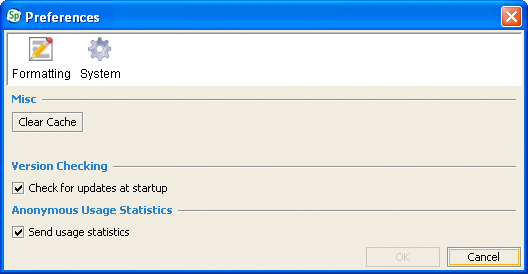 Sp Preferences
Formatting System
Misc
Clear Cache
Version Checking
Check for updates at startup
Anonymous Usage Statistics
Send usage statistics
OK Cancel